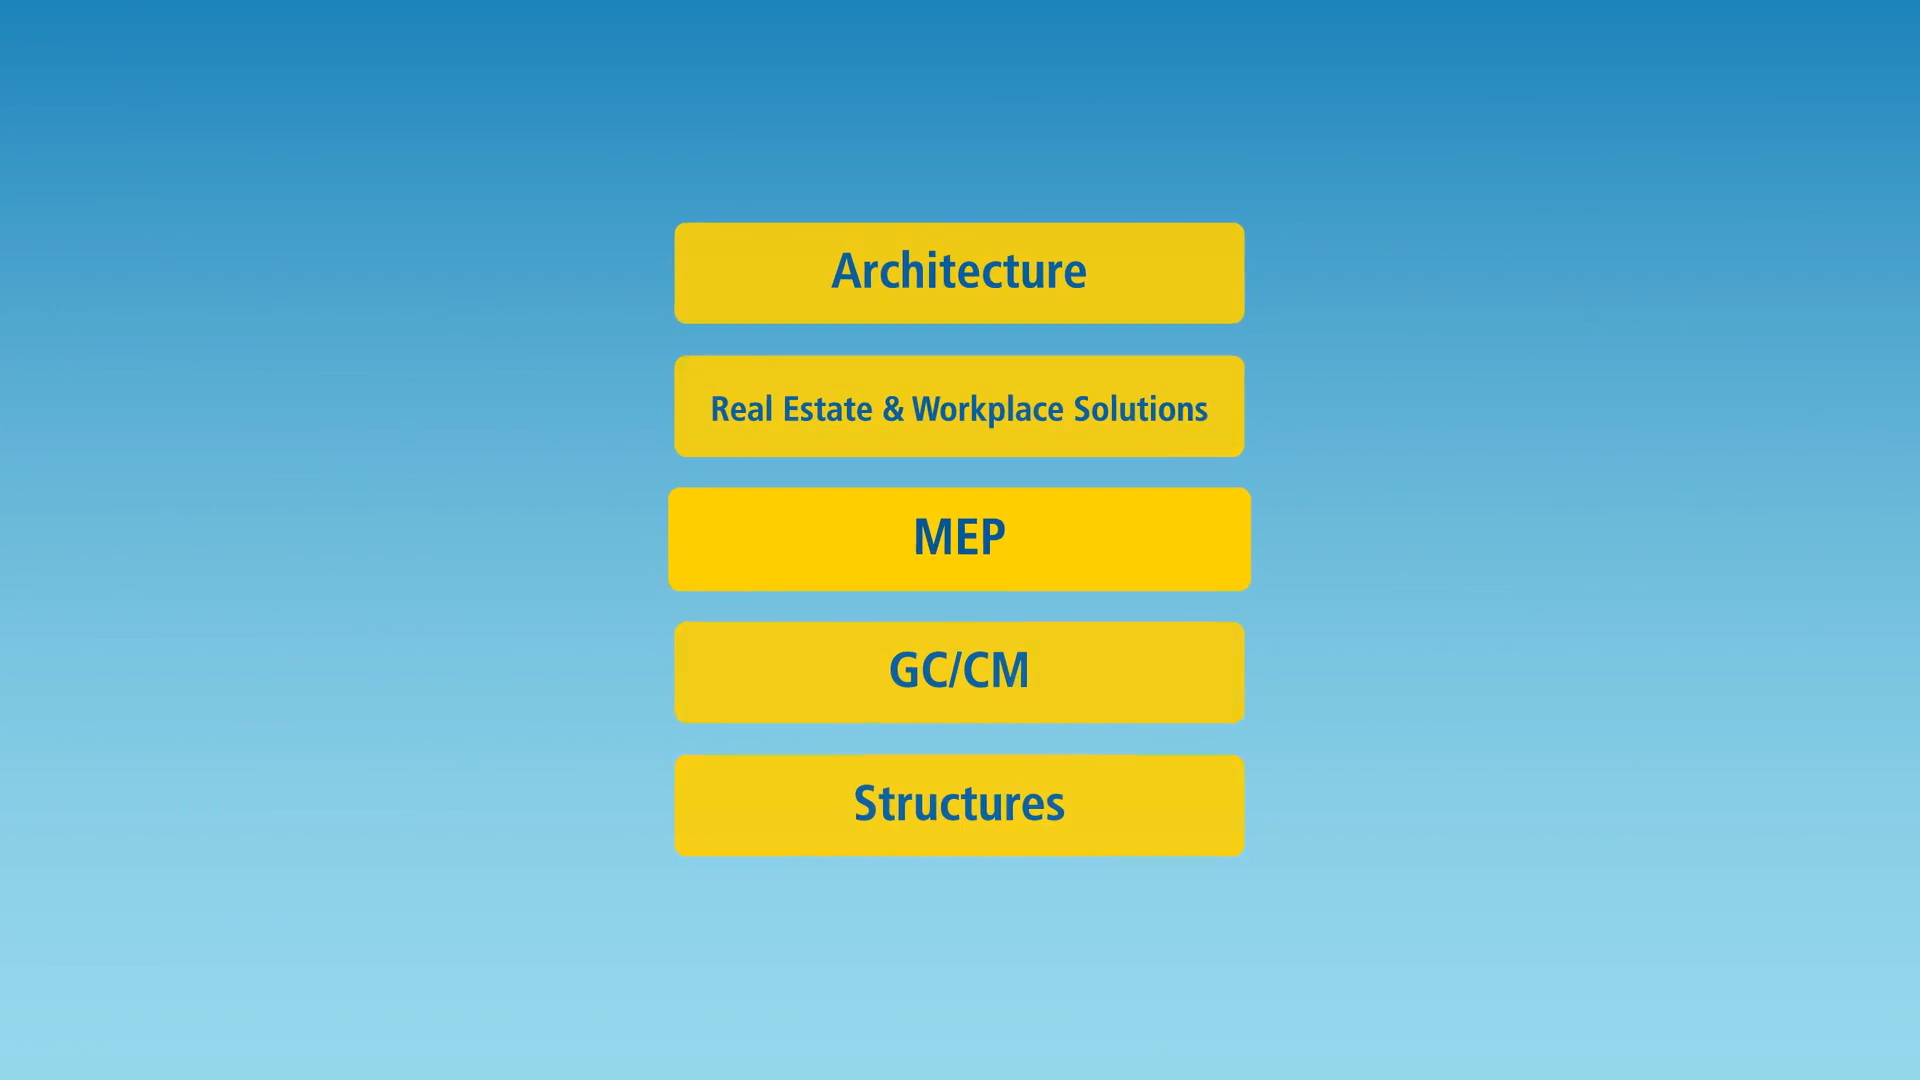 Architecture
Real Estate & Workplace Solutions
MEP
GC/CM
Structures